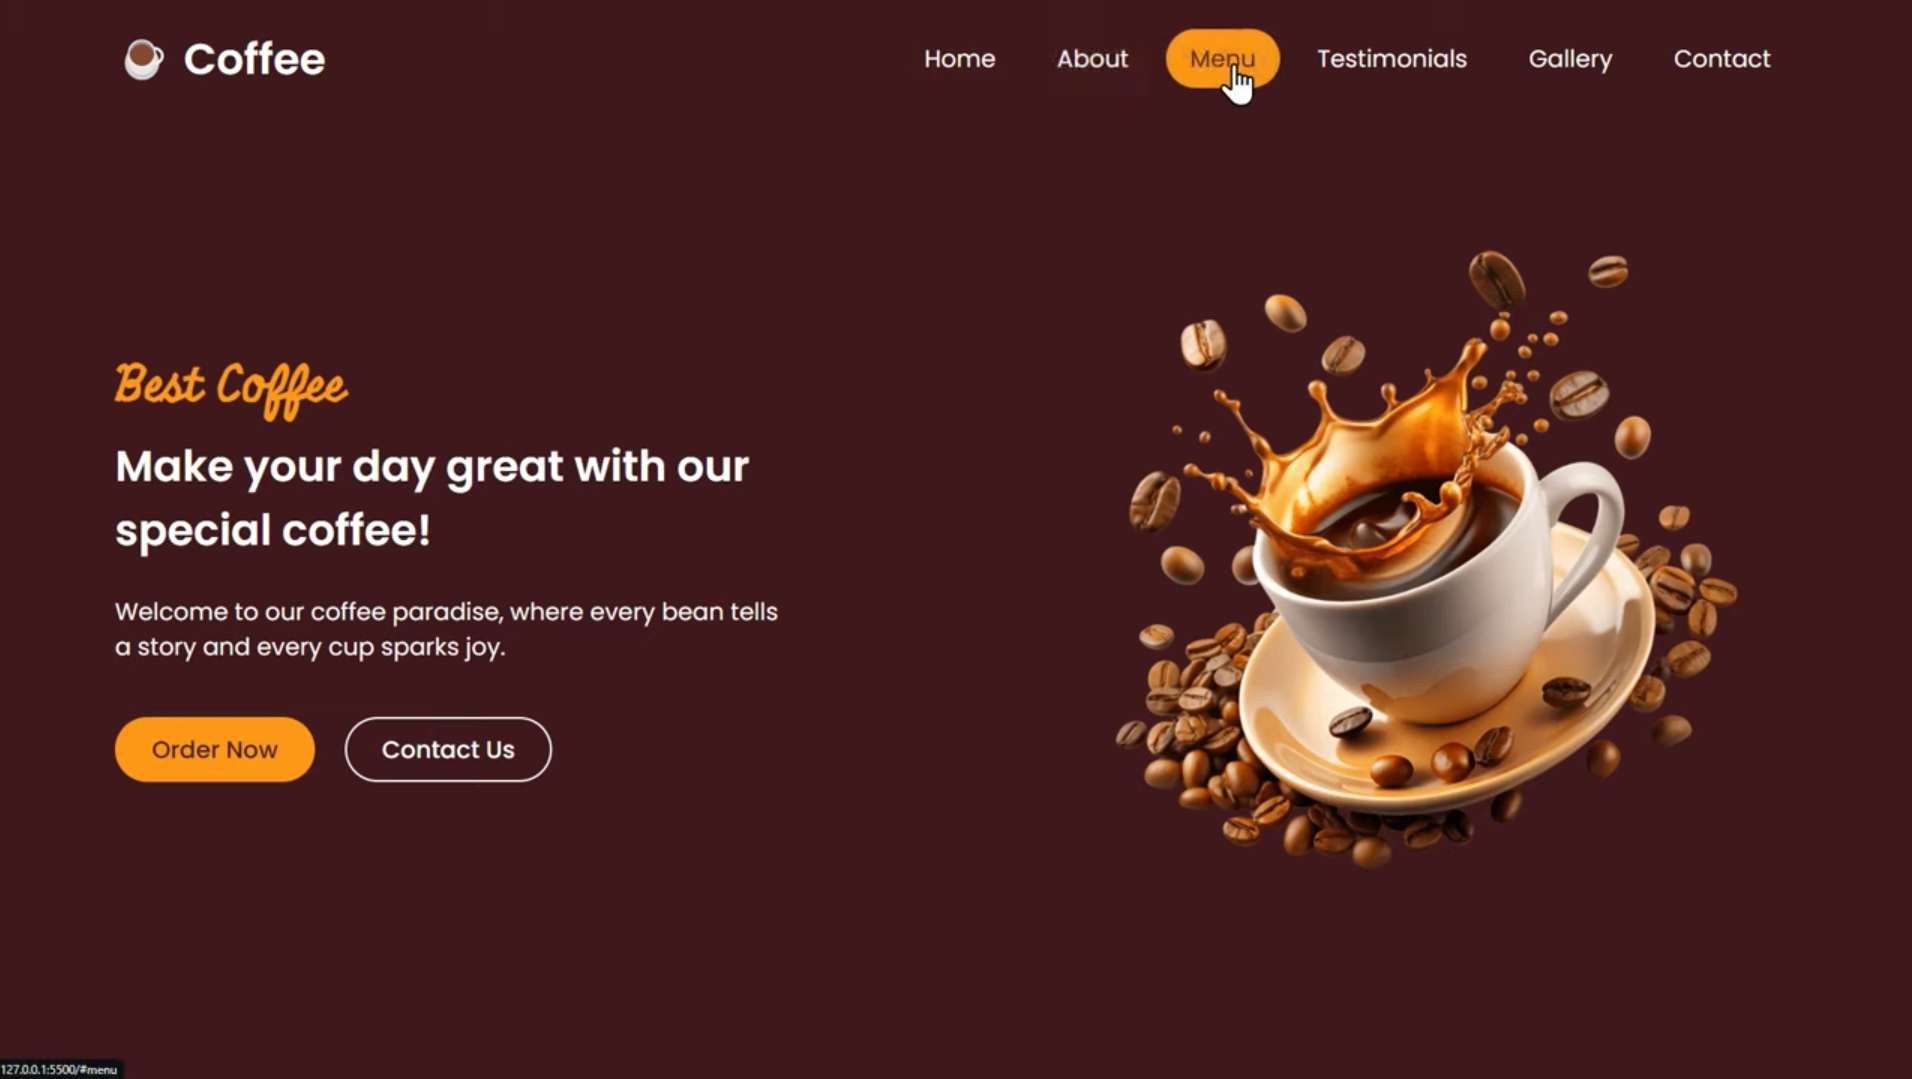 Coffee
Home
About
Menu
Testimonials
Gallery
Contact
Best Coffee
Make your day great with our
special coffee!
Welcome to our coffee paradise, where every bean tells
a story and every cup sparks joy.
Order Now
Contact Us
127.0.0.1:5500/#menu